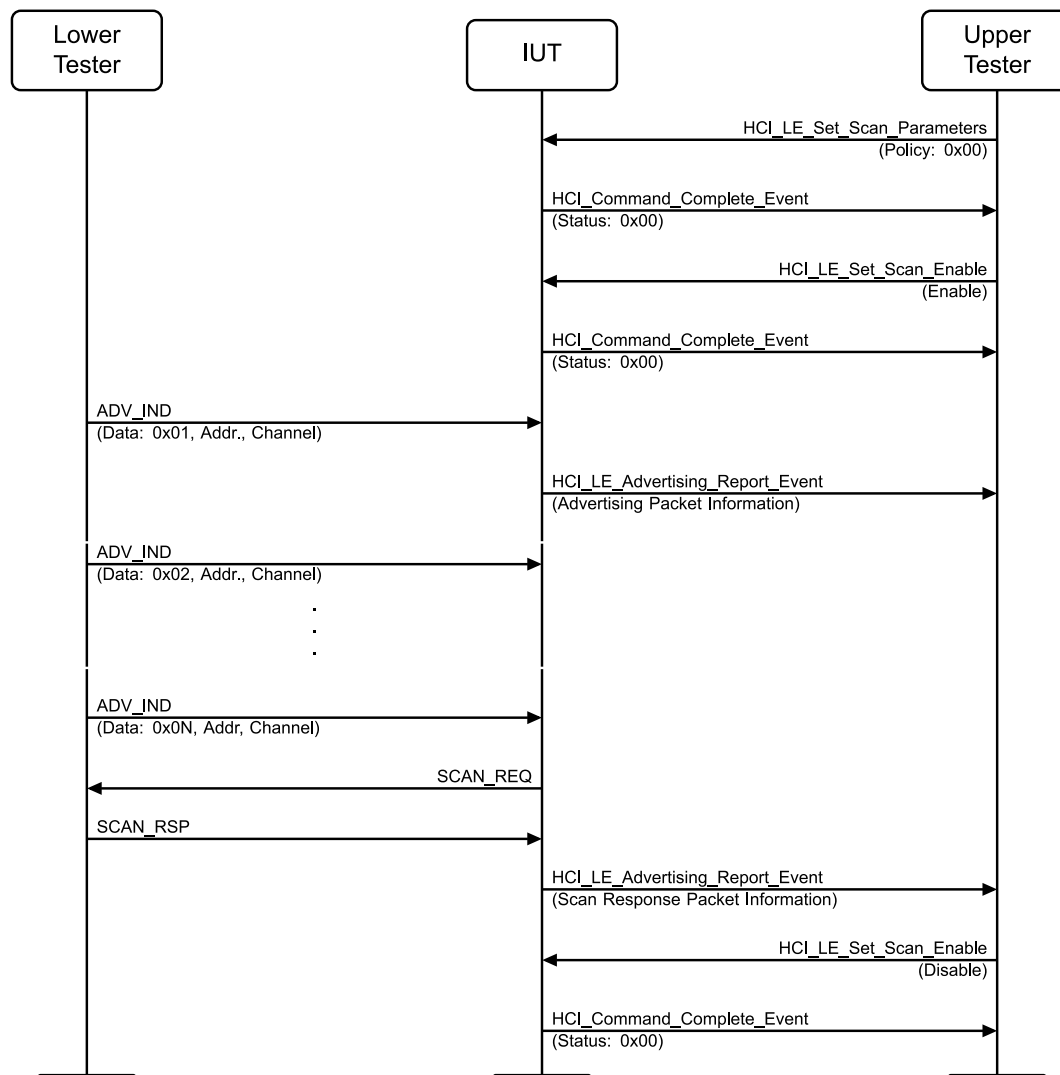 Lower
Tester
IUT
Upper
Tester
HCI_LE_Set_Scan_Parameters
(Policy: 0x00)
HCI_Command_Complete_Event
(Status: 0x00)
HCI_LE_Set_Scan_Enable
(Enable)
HCI_Command_Complete_Event
(Status: 0x00)
ADV_IND
(Data: 0x01, Addr., Channel)
HCI_LE_Advertising_Report_Event
(Advertising Packet Information)
ADV_IND
(Data: 0x02, Addr., Channel)
.
.
.
ADV_IND
(Data: 0x0N, Addr, Channel)
SCAN_REQ
SCAN_RSP
HCI_LE_Advertising_Report_Event
(Scan Response Packet Information)
HCI_LE_Set_Scan_Enable
(Disable)
HCI_Command_Complete_Event
(Status: 0x00)